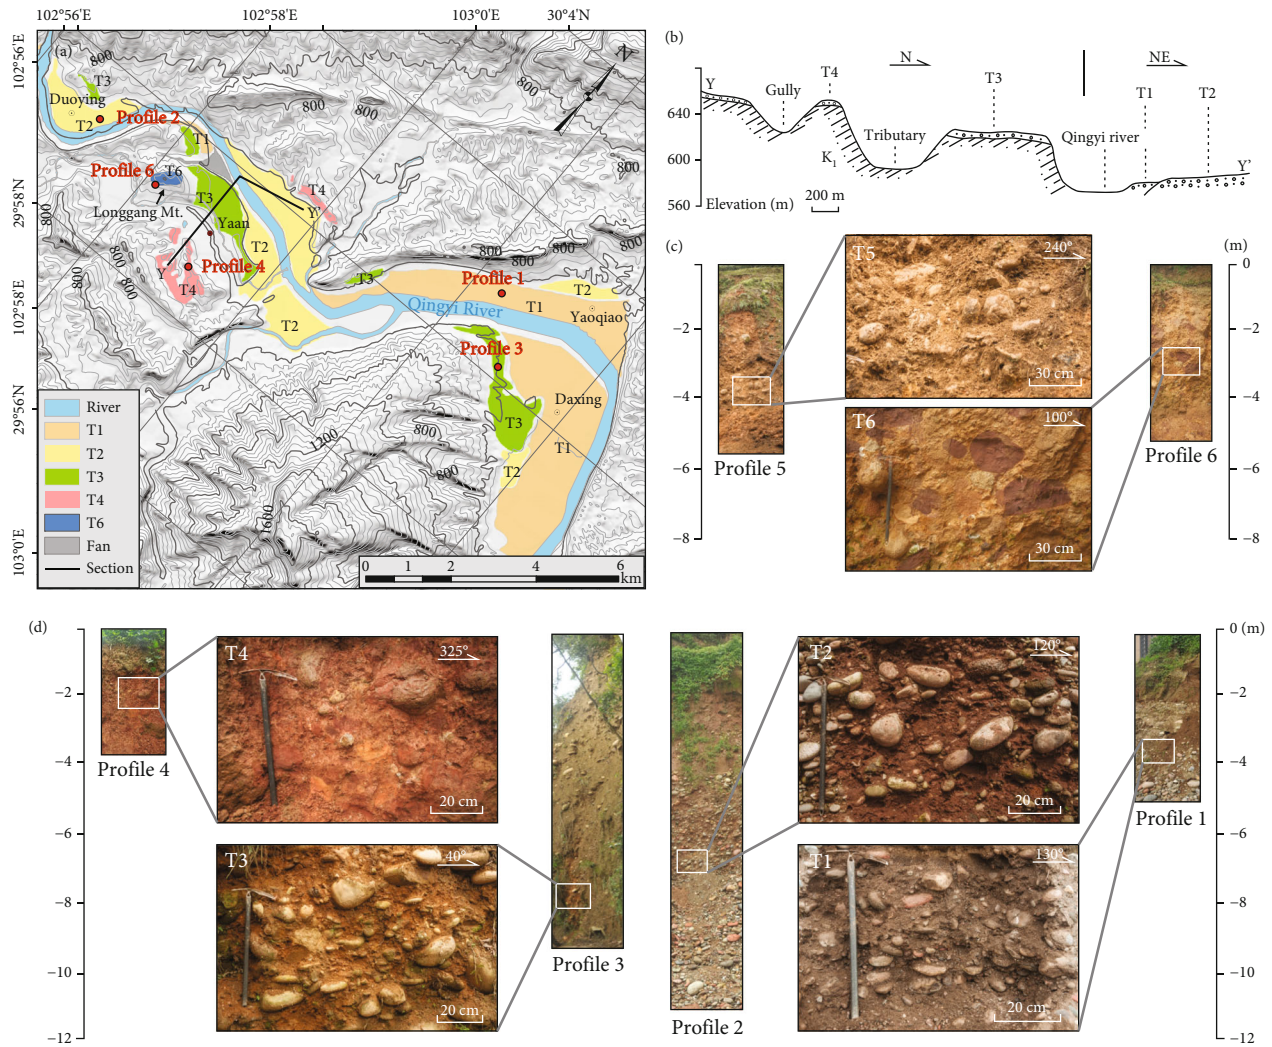 102°56'E
102°58'E
103°0'E
30°4'N
(a)
102°56'E
29°58'N
102°58'E
29°56'N
103°0'E
800
800
800
800
800
800
800
800
800
800
800
800
800
1200
1600
N
T3
Duoying
T2
Profile 2
T1
Profile 6
T6
Longgang Mt.
T3
T4
Y'
Yaan
T2
Y
Profile 4
T4
T3
Profile 1
T2
T1
Qingyi River
Yaoqiao
T2
Profile 3
Daxing
T3
T1
T2
River
T1
T2
T3
T4
T6
Fan
Section
0 1 2 4 6
km
(b)
N
NE
Y
Gully
T4
T3
T1
T2
640
Tributary
Qingyi river
600
K1
Y'
560
Elevation (m)
200 m
(c)
(m)
0
−2
−4
−6
−8
T5
240°
30 cm
T6
100°
30 cm
Profile 5
Profile 6
0
−2
−4
−6
−8
(d)
−2
−4
−6
−8
−10
−12
Profile 4
T4
325°
20 cm
T3
40°
20 cm
Profile 3
Profile 2
T2
120°
20 cm
T1
130°
20 cm
Profile 1
0 (m)
−2
−4
−6
−8
−10
−12